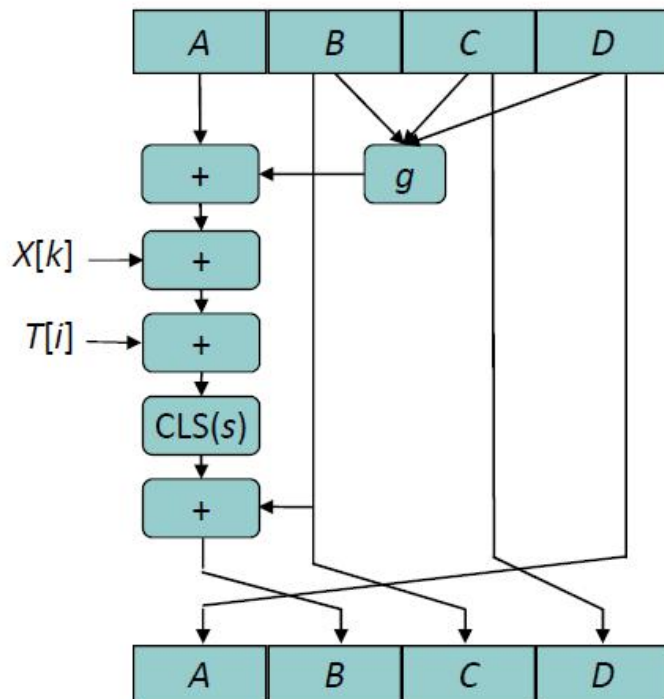 A B C D
+ g
X[k] +
T[i] +
CLS(s)
+
A B C D